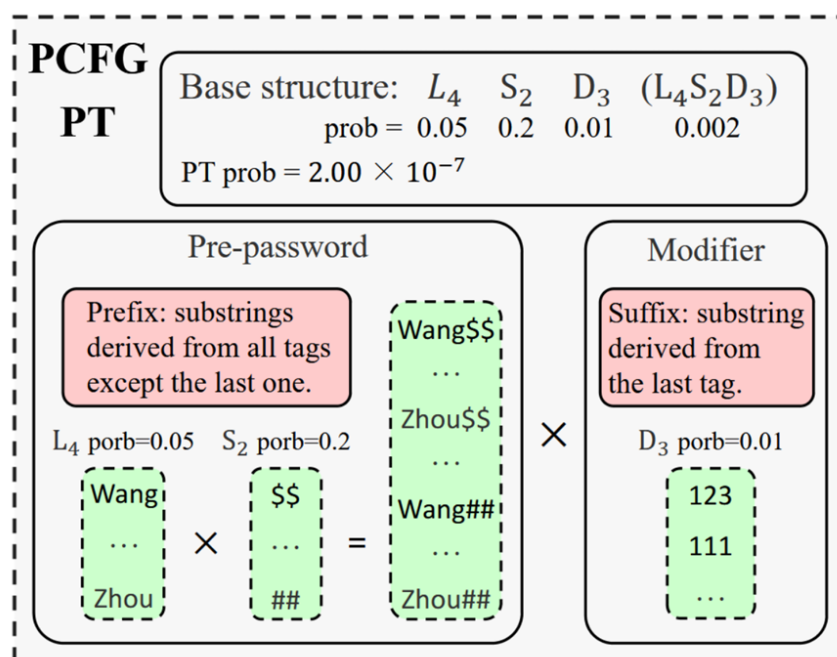 PCFG
PT
Base structure: L₄ S₂ D₃ (L₄S₂D₃)
prob = 0.05 0.2 0.01 0.002
PT prob = 2.00 × 10⁻⁷
Pre-password
Prefix: substrings
derived from all tags
except the last one.
L₄ porb=0.05 S₂ porb=0.2
Wang
...
Zhou
×
$$
...
##
=
Wang$$
...
Zhou$$
...
Wang##
...
Zhou##
×
Modifier
Suffix: substring
derived from
the last tag.
D₃ porb=0.01
123
111
...